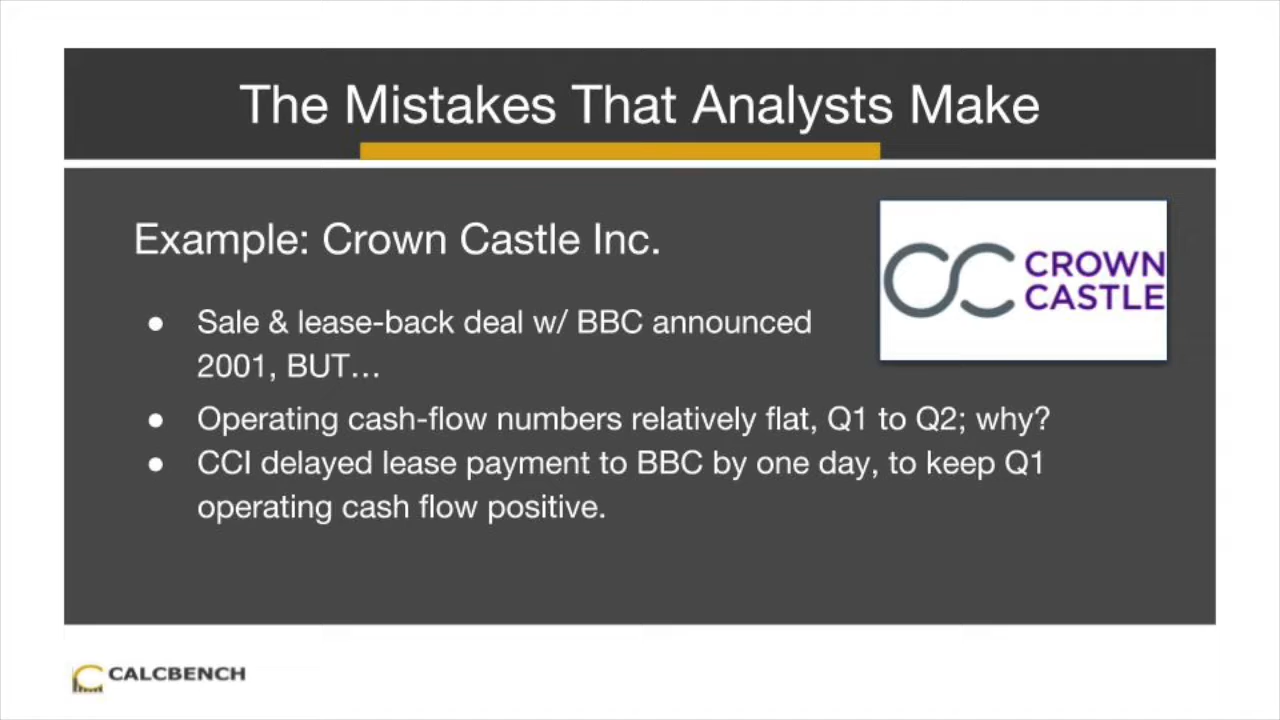 The Mistakes That Analysts Make
Example: Crown Castle Inc.
CROWN
CASTLE
● Sale & lease-back deal w/ BBC announced
2001, BUT...
● Operating cash-flow numbers relatively flat, Q1 to Q2; why?
● CCI delayed lease payment to BBC by one day, to keep Q1
operating cash flow positive.
CALCBENCH